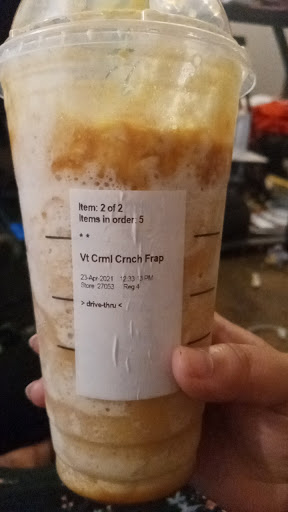 Item: 2 of 2
Items in order: 5
* *
Vt Crml Crnch Frap
23-Apr-2021 12:33: PM
Store: 27053 Reg 4
> drive-thru <